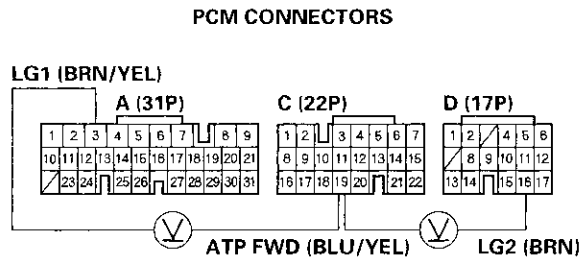 PCM CONNECTORS
LG1 (BRN/YEL)
A (31P) C (22P) D (17P)
1 2 3 4 5 6 7 8 9 1 2 3 4 5 6 7 1 2 4 5 6
10 11 12 13 14 15 16 17 18 19 20 21 8 9 10 11 12 13 14 15 8 9 10 11 12
23 24 25 26 27 28 29 30 31 16 17 18 19 20 21 22 13 14 15 16 17
V V
ATP FWD (BLU/YEL) LG2 (BRN)